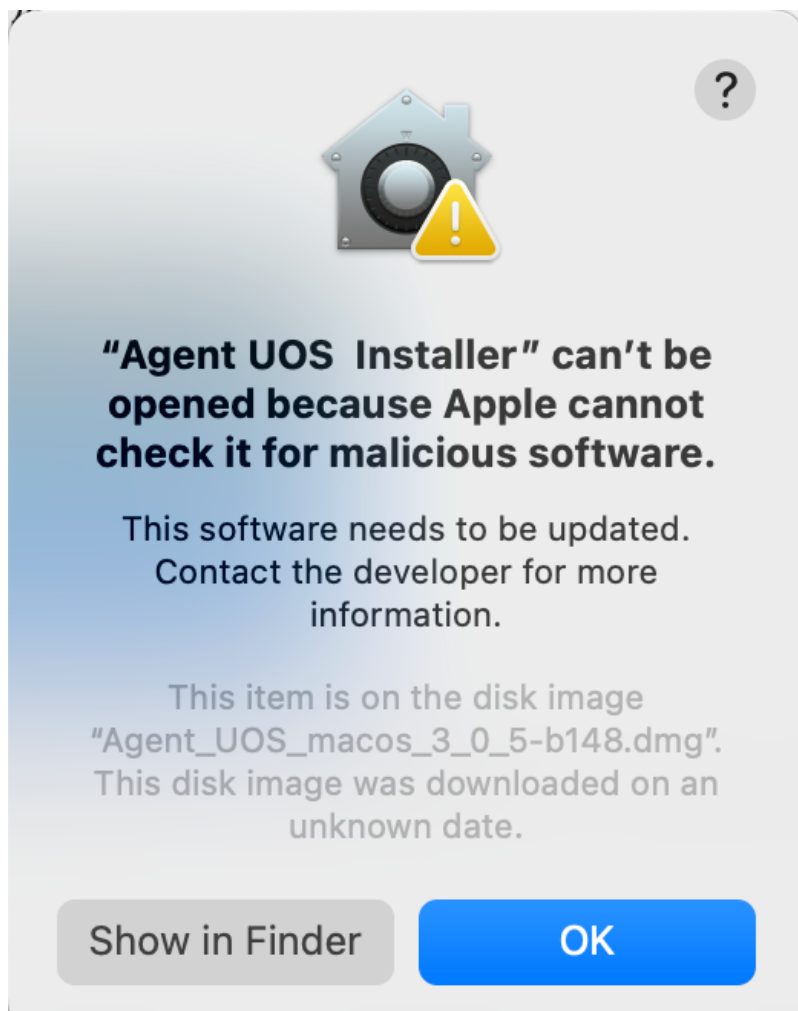 ?
“Agent UOS  Installer” can’t be
opened because Apple cannot
check it for malicious software.
This software needs to be updated.
Contact the developer for more
information.
This item is on the disk image
“Agent_UOS_macos_3_0_5-b148.dmg”.
This disk image was downloaded on an
unknown date.
Show in Finder
OK